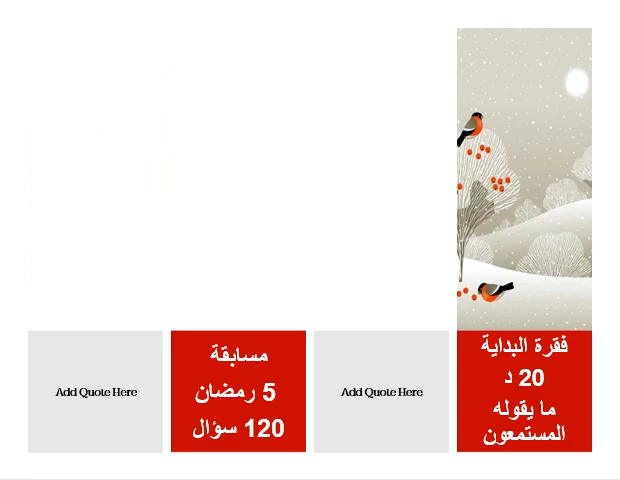 فقرة البداية
20 د
ما يقوله
المستمعون
Add Quote Here
مسابقة
5 رمضان
120 سؤال
Add Quote Here